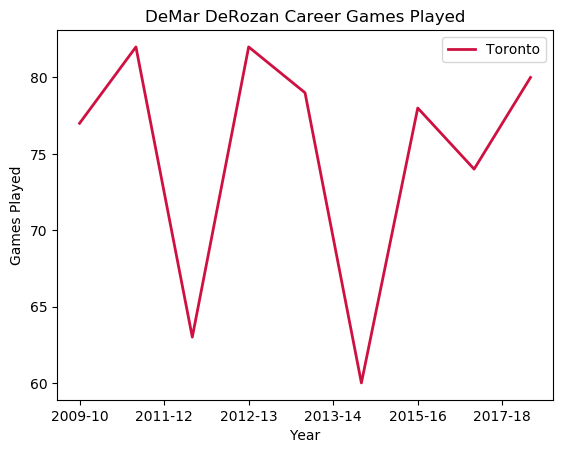 DeMar DeRozan Career Games Played
Toronto
80
75
70
65
60
Games Played
2009-10 2011-12 2012-13 2013-14 2015-16 2017-18
Year